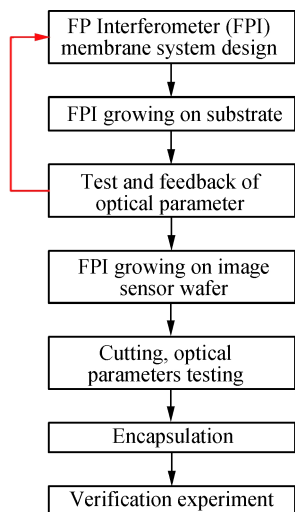 FP Interferometer (FPI)
membrane system design
FPI growing on substrate
Test and feedback of
optical parameter
FPI growing on image
sensor wafer
Cutting, optical
parameters testing
Encapsulation
Verification experiment